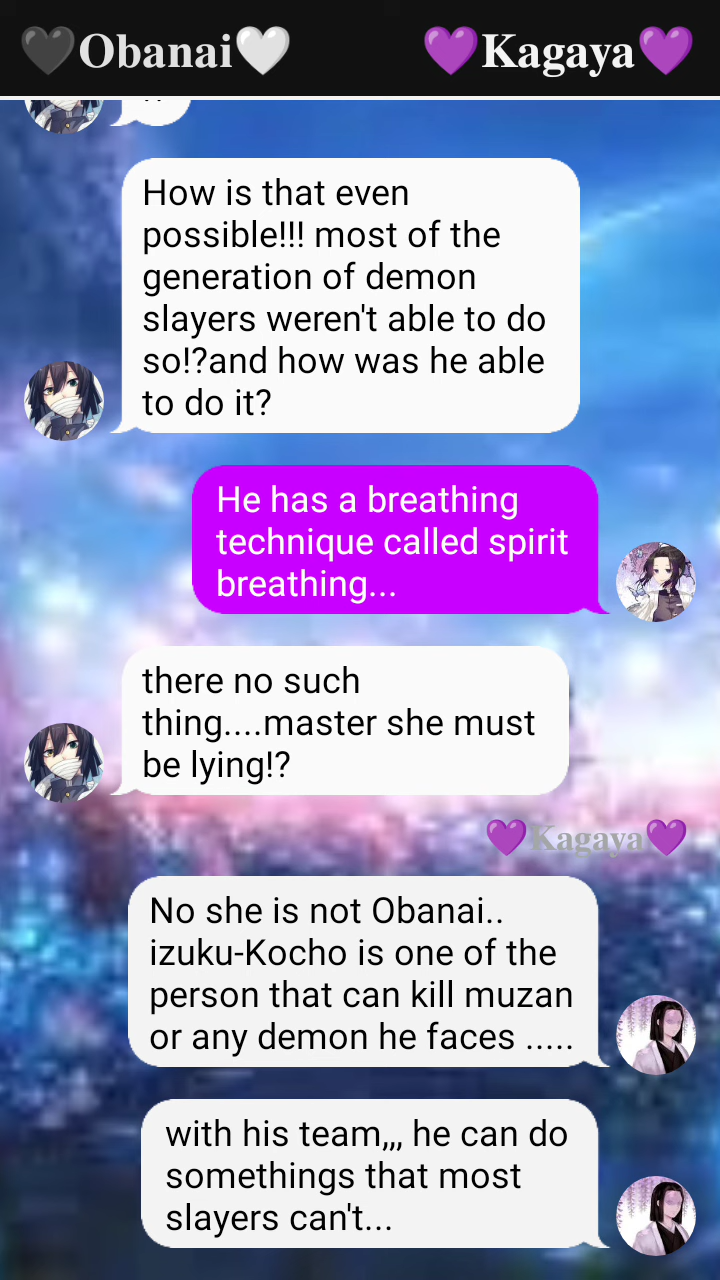 🖤Obanai🤍 💜Kagaya💜
How is that even
possible!!! most of the
generation of demon
slayers weren't able to do
so!?and how was he able
to do it?
He has a breathing
technique called spirit
breathing...
there no such
thing....master she must
be lying!?
💜Kagaya💜
No she is not Obanai..
izuku-Kocho is one of the
person that can kill muzan
or any demon he faces .....
with his team,,, he can do
somethings that most
slayers can't...